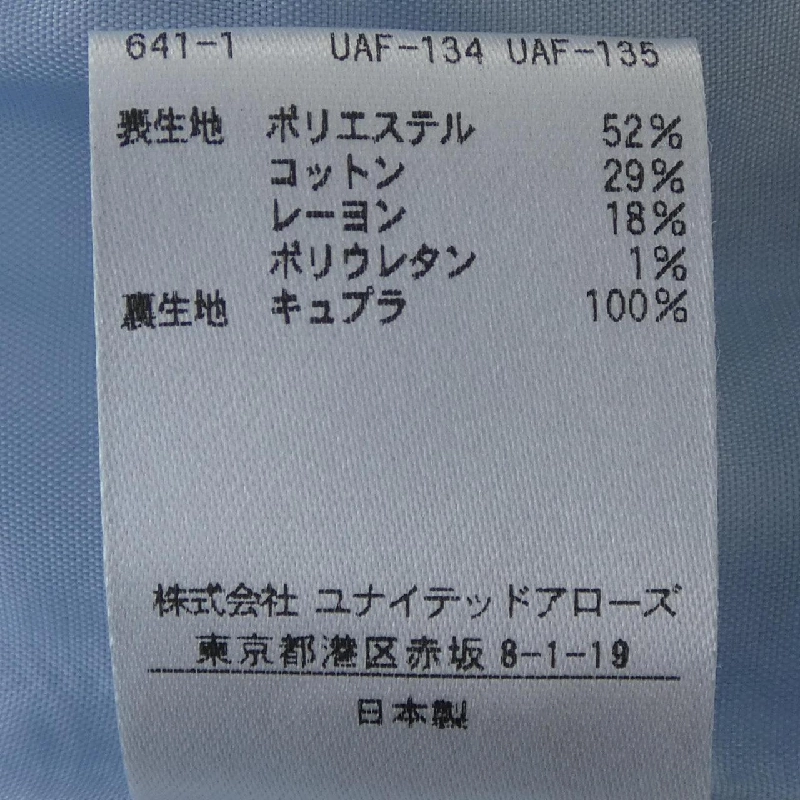 641-1 UAF-134 UAF-135
表生地 ポリエステル 52%
コットン 29%
レーヨン 18%
ポリウレタン 1%
裏生地 キュプラ 100%
株式会社 ユナイテッドアローズ
東京都港区赤坂 8-1-19
日本製